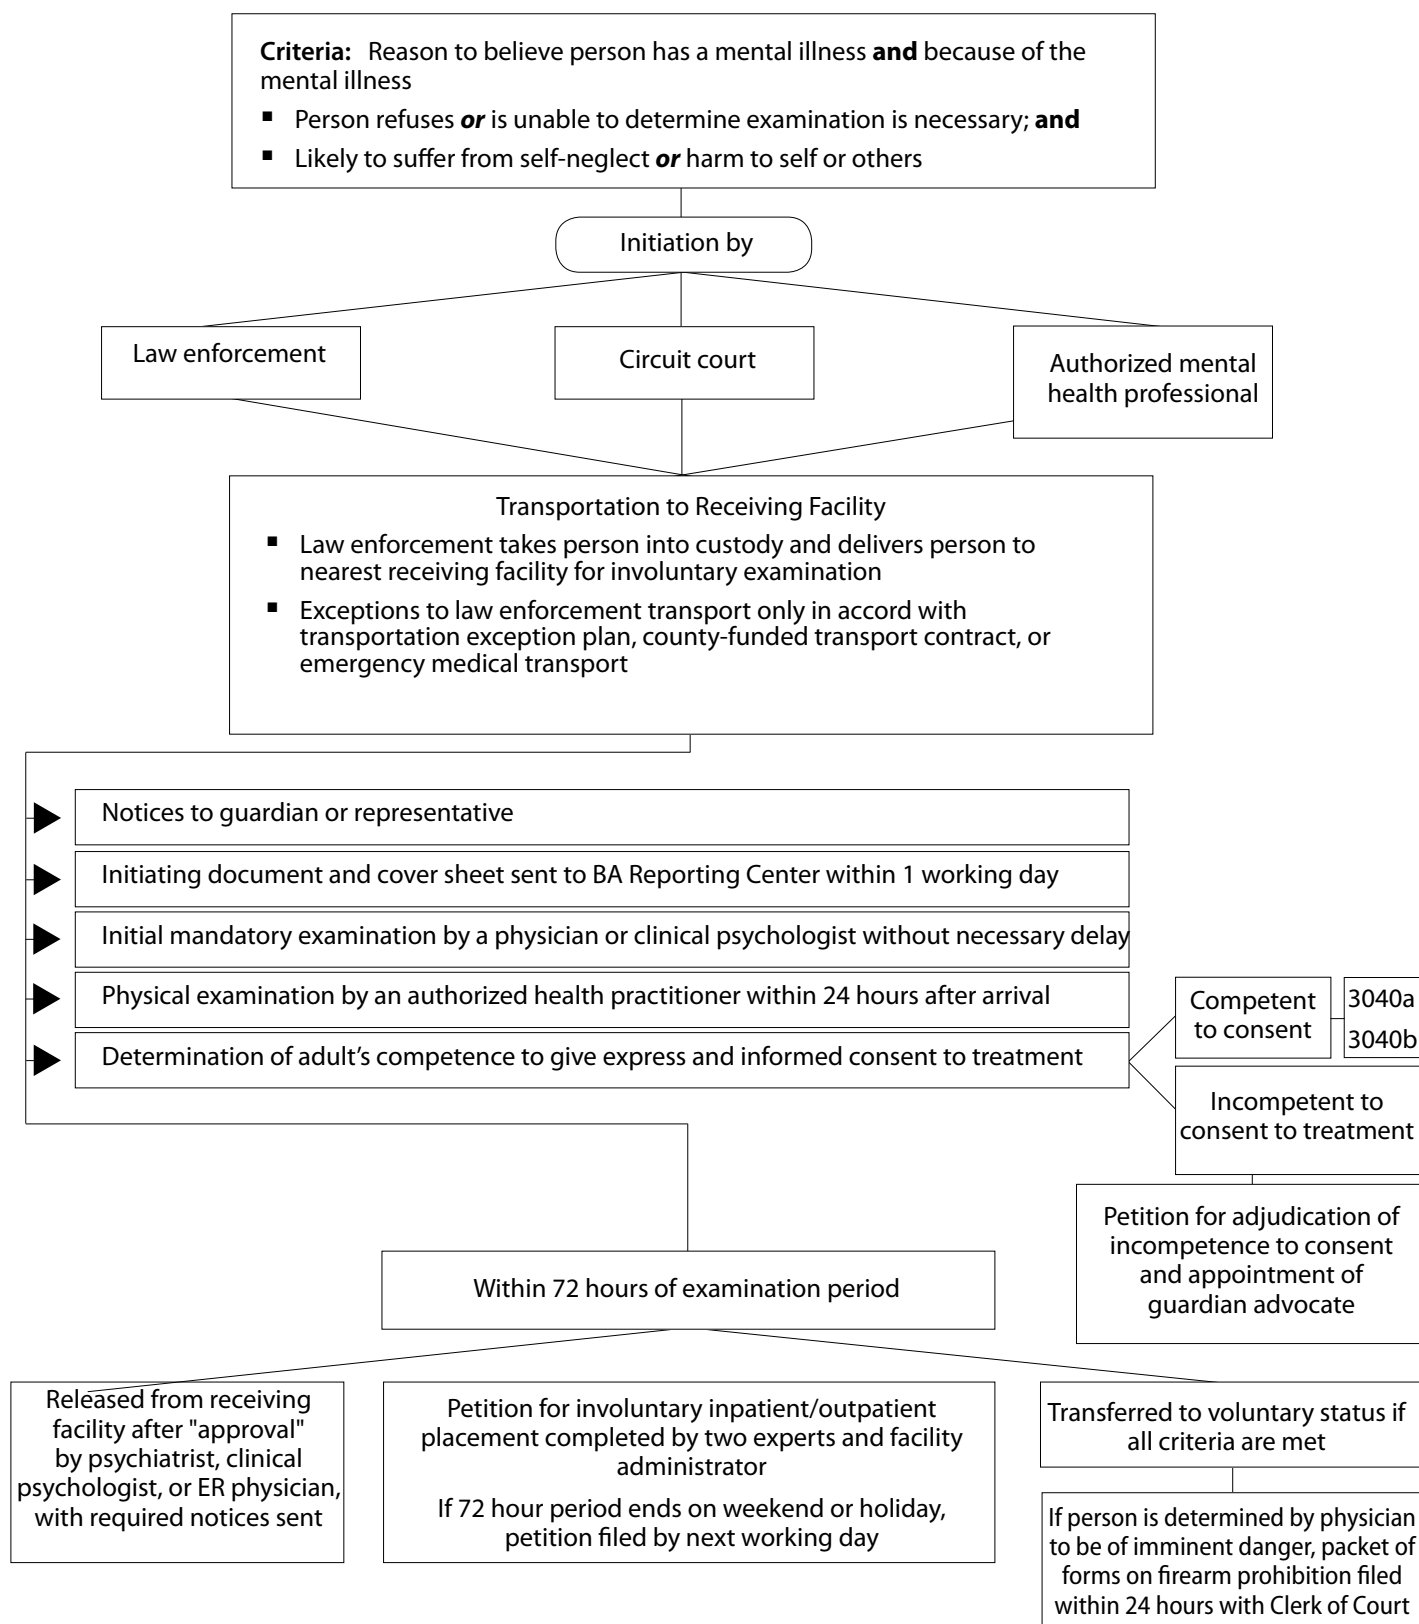 Criteria: Reason to believe person has a mental illness and because of the
mental illness
▪ Person refuses or is unable to determine examination is necessary; and
▪ Likely to suffer from self-neglect or harm to self or others
Initiation by
Law enforcement
Circuit court
Authorized mental
health professional
Transportation to Receiving Facility
▪ Law enforcement takes person into custody and delivers person to
nearest receiving facility for involuntary examination
▪ Exceptions to law enforcement transport only in accord with
transportation exception plan, county-funded transport contract, or
emergency medical transport
Notices to guardian or representative
Initiating document and cover sheet sent to BA Reporting Center within 1 working day
Initial mandatory examination by a physician or clinical psychologist without necessary delay
Physical examination by an authorized health practitioner within 24 hours after arrival
Determination of adult’s competence to give express and informed consent to treatment
Competent
to consent
3040a
3040b
Incompetent to
consent to treatment
Petition for adjudication of
incompetence to consent
and appointment of
guardian advocate
Within 72 hours of examination period
Released from receiving
facility after "approval"
by psychiatrist, clinical
psychologist, or ER physician,
with required notices sent
Petition for involuntary inpatient/outpatient
placement completed by two experts and facility
administrator
If 72 hour period ends on weekend or holiday,
petition filed by next working day
Transferred to voluntary status if
all criteria are met
If person is determined by physician
to be of imminent danger, packet of
forms on firearm prohibition filed
within 24 hours with Clerk of Court